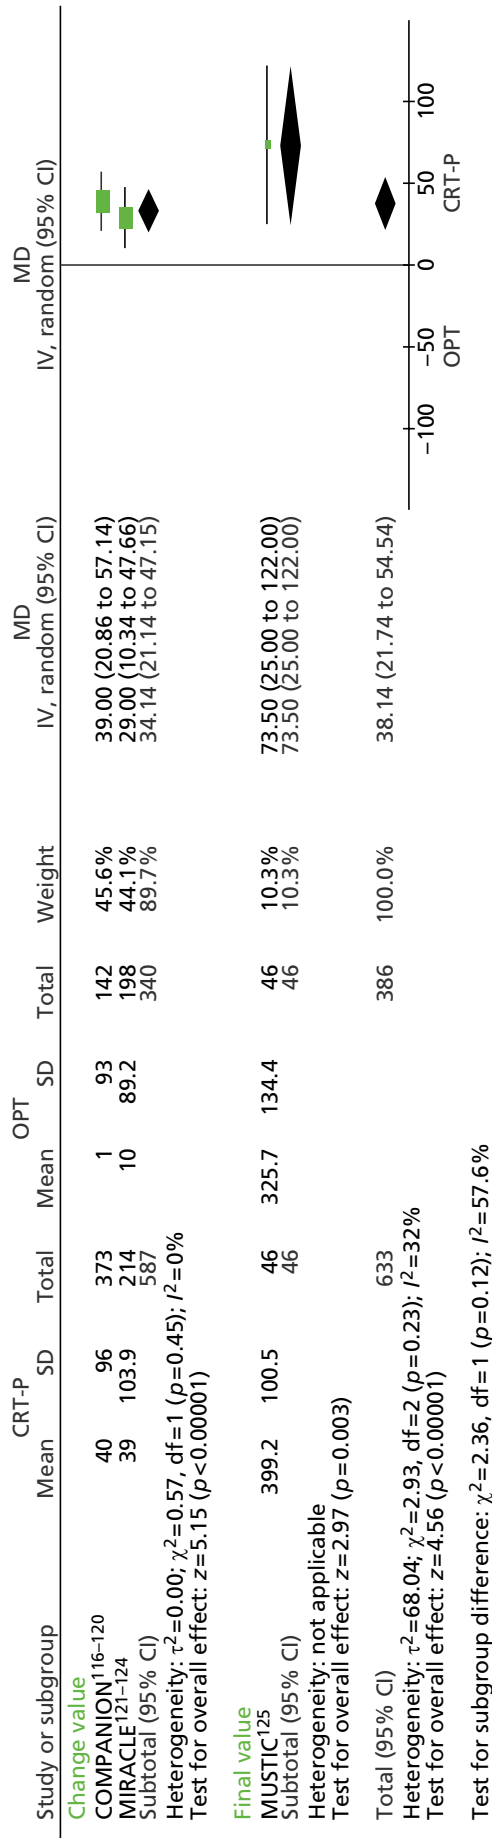 CRT-P OPT MD MD
Study or subgroup Mean SD Total Mean SD Total Weight IV, random (95% CI) IV, random (95% CI)
Change value
COMPANION116–120 40 96 373 1 93 142 45.6% 39.00 (20.86 to 57.14)
MIRACLE121–124 39 103.9 214 10 89.2 198 44.1% 29.00 (10.34 to 47.66)
Subtotal (95% CI) 587 340 89.7% 34.14 (21.14 to 47.15)
Heterogeneity: τ2=0.00; χ2=0.57, df=1 (p=0.45); I2=0%
Test for overall effect: z=5.15 (p<0.00001)
Final value
MUSTIC125 399.2 100.5 46 325.7 134.4 46 10.3% 73.50 (25.00 to 122.00)
Subtotal (95% CI) 46 46 10.3% 73.50 (25.00 to 122.00)
Heterogeneity: not applicable
Test for overall effect: z=2.97 (p=0.003)
Total (95% CI) 633 386 100.0% 38.14 (21.74 to 54.54)
Heterogeneity: τ2=68.04; χ2=2.93, df=2 (p=0.23); I2=32%
Test for overall effect: z=4.56 (p<0.00001)
Test for subgroup difference: χ2=2.36, df=1 (p=0.12); I2=57.6%
−100 −50 0 50 100
OPT CRT-P